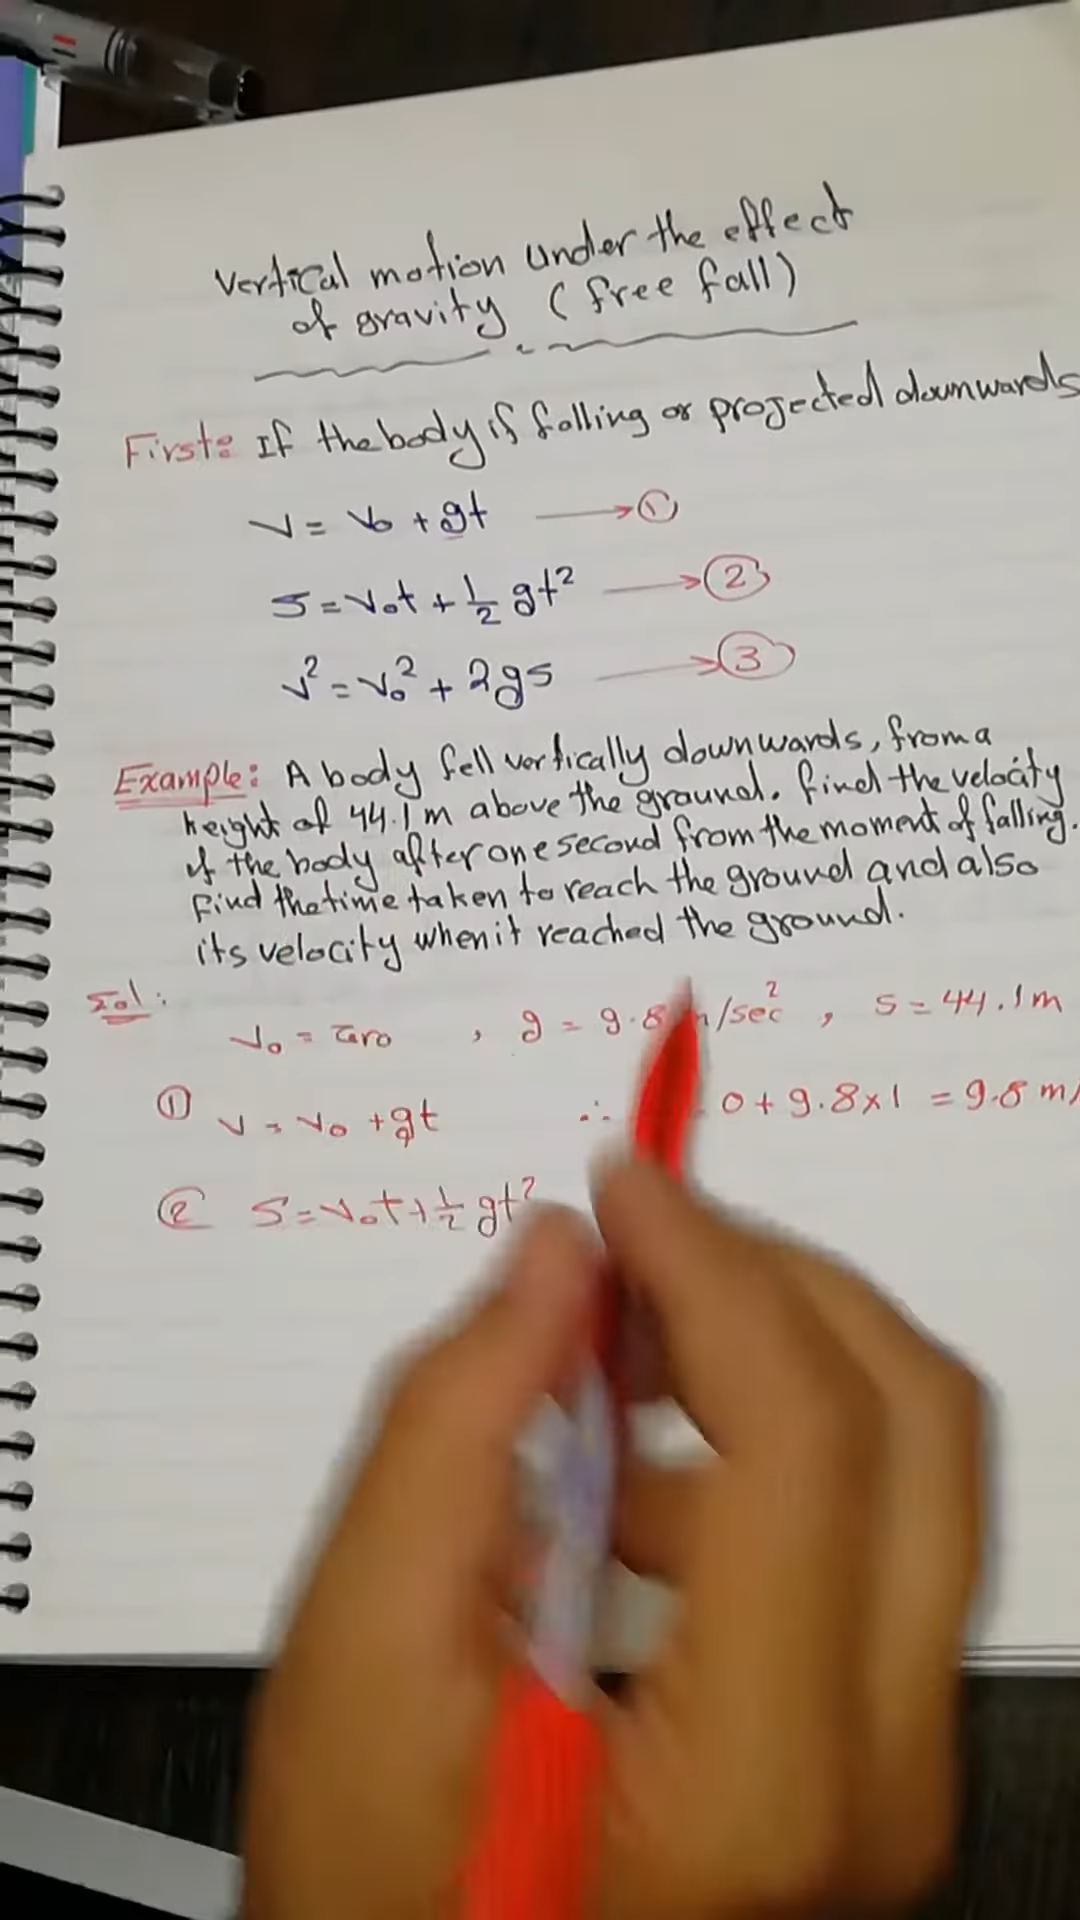 Vertical motion under the effect
of gravity (free fall)
First: If the body if falling or projected downwards
V = V₀ + gt → ①
S = V₀t + 1/2 gt² → ②
V² = V₀² + 2gs → ③
Example: A body fell vertically downwards, from a
height of 44.1 m above the ground. find the velocity
of the body after one second from the moment of falling.
Find the time taken to reach the ground and also
its velocity when it reached the ground.
Sol:
V₀ = zero , g = 9.8 m/sec² , S = 44.1 m
① V = V₀ + gt ∴ 0 + 9.8 x 1 = 9.8 m/
② S = V₀t + 1/2 gt²